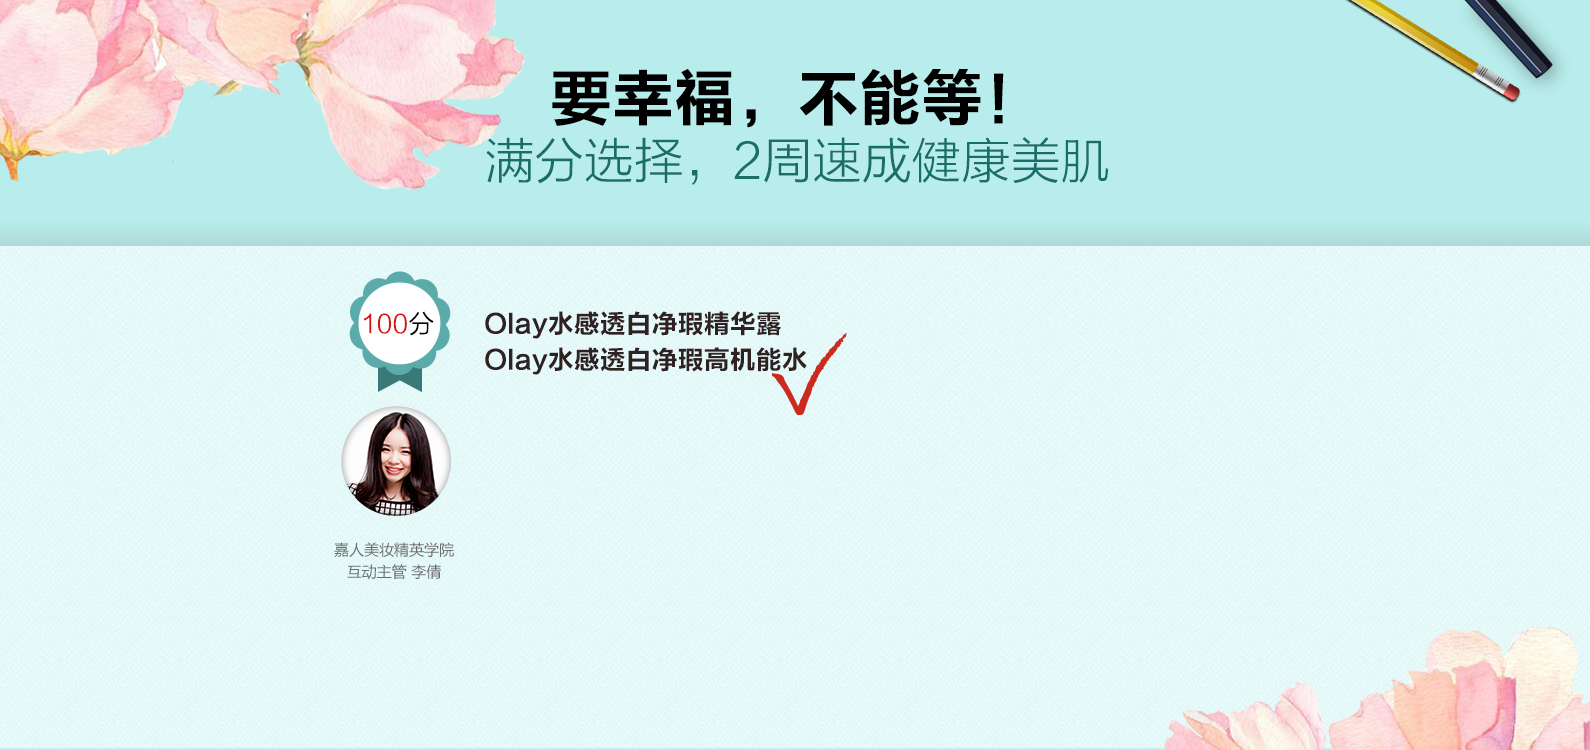 要幸福，不能等！
满分选择，2周速成健康美肌
100分
Olay水感透白净瑕精华露
Olay水感透白净瑕高机能水
嘉人美妆精英学院
互动主管 李倩